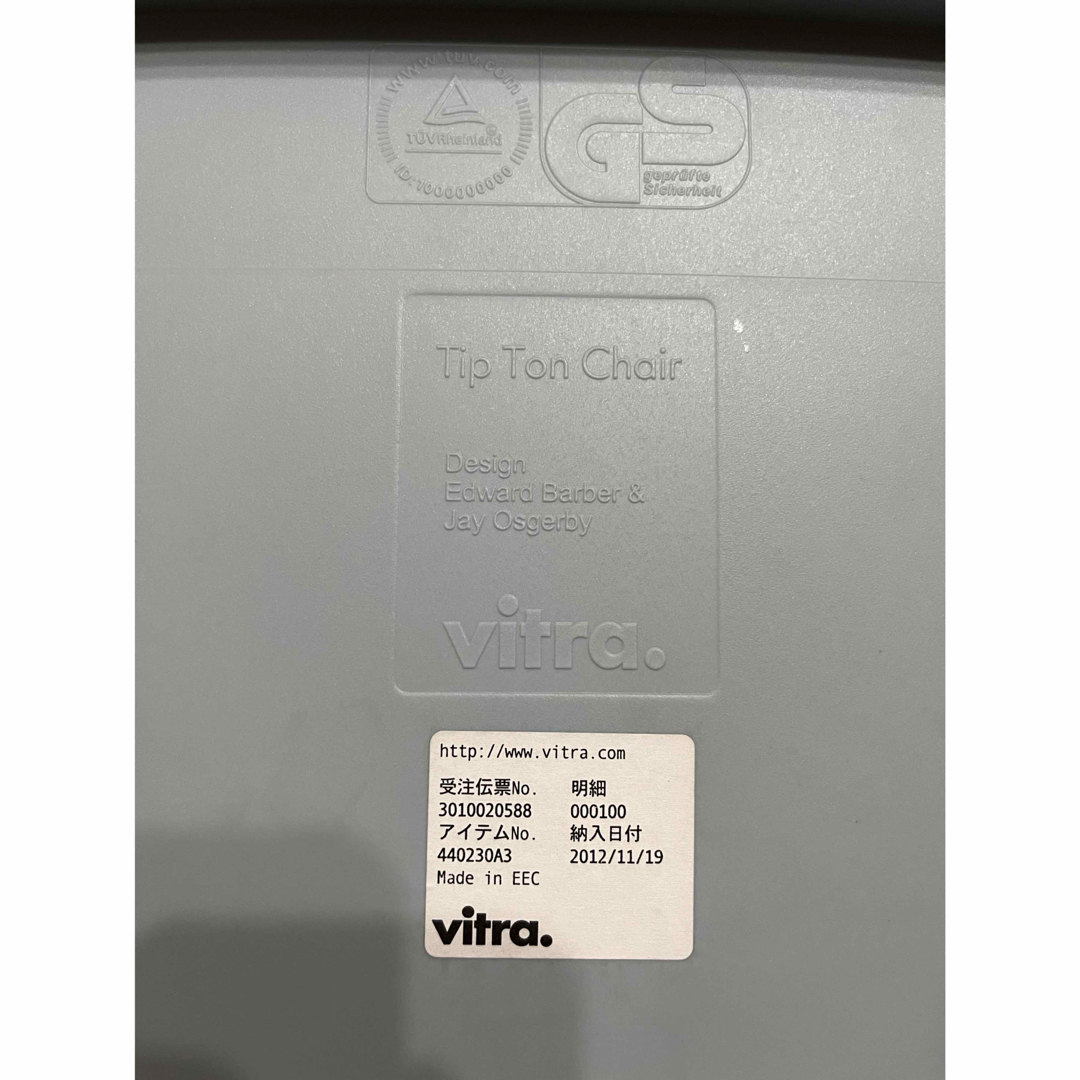 www.tuv.com
TÜVRheinland®
ID:1000000000
GS
geprüfte
Sicherheit
Tip Ton Chair
Design
Edward Barber &
Jay Osgerby
vitra.
http://www.vitra.com
受注伝票No. 明細
3010020588 000100
アイテムNo. 納入日付
440230A3 2012/11/19
Made in EEC
vitra.